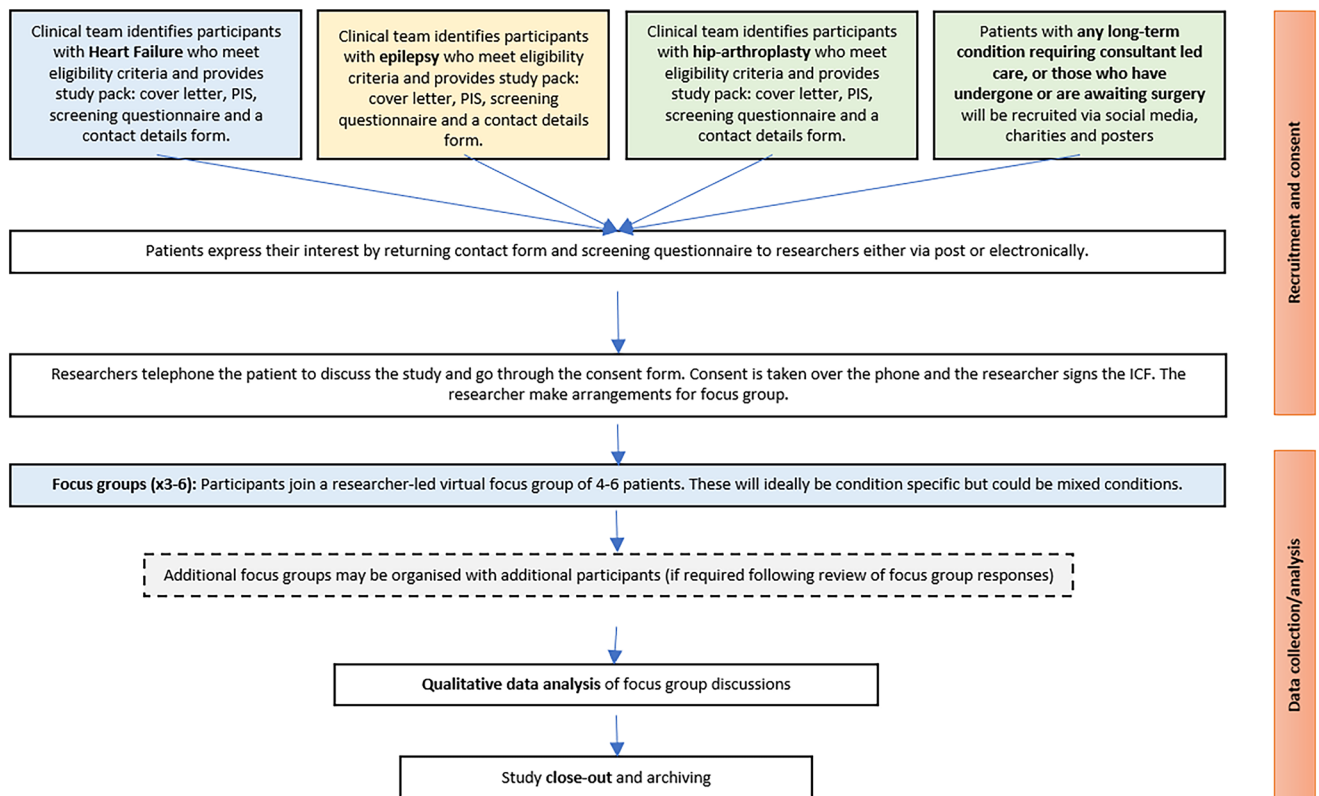 Clinical team identifies participants
with Heart Failure who meet
eligibility criteria and provides
study pack: cover letter, PIS,
screening questionnaire and a
contact details form.
Clinical team identifies participants
with epilepsy who meet eligibility
criteria and provides study pack:
cover letter, PIS, screening
questionnaire and a contact details
form.
Clinical team identifies participants
with hip-arthroplasty who meet
eligibility criteria and provides
study pack: cover letter, PIS,
screening questionnaire and a
contact details form.
Patients with any long-term
condition requiring consultant led
care, or those who have
undergone or are awaiting surgery
will be recruited via social media,
charities and posters
Recruitment and consent
Patients express their interest by returning contact form and screening questionnaire to researchers either via post or electronically.
Researchers telephone the patient to discuss the study and go through the consent form. Consent is taken over the phone and the researcher signs the ICF. The
researcher make arrangements for focus group.
Focus groups (x3-6): Participants join a researcher-led virtual focus group of 4-6 patients. These will ideally be condition specific but could be mixed conditions.
Additional focus groups may be organised with additional participants (if required following review of focus group responses)
Data collection/analysis
Qualitative data analysis of focus group discussions
Study close-out and archiving